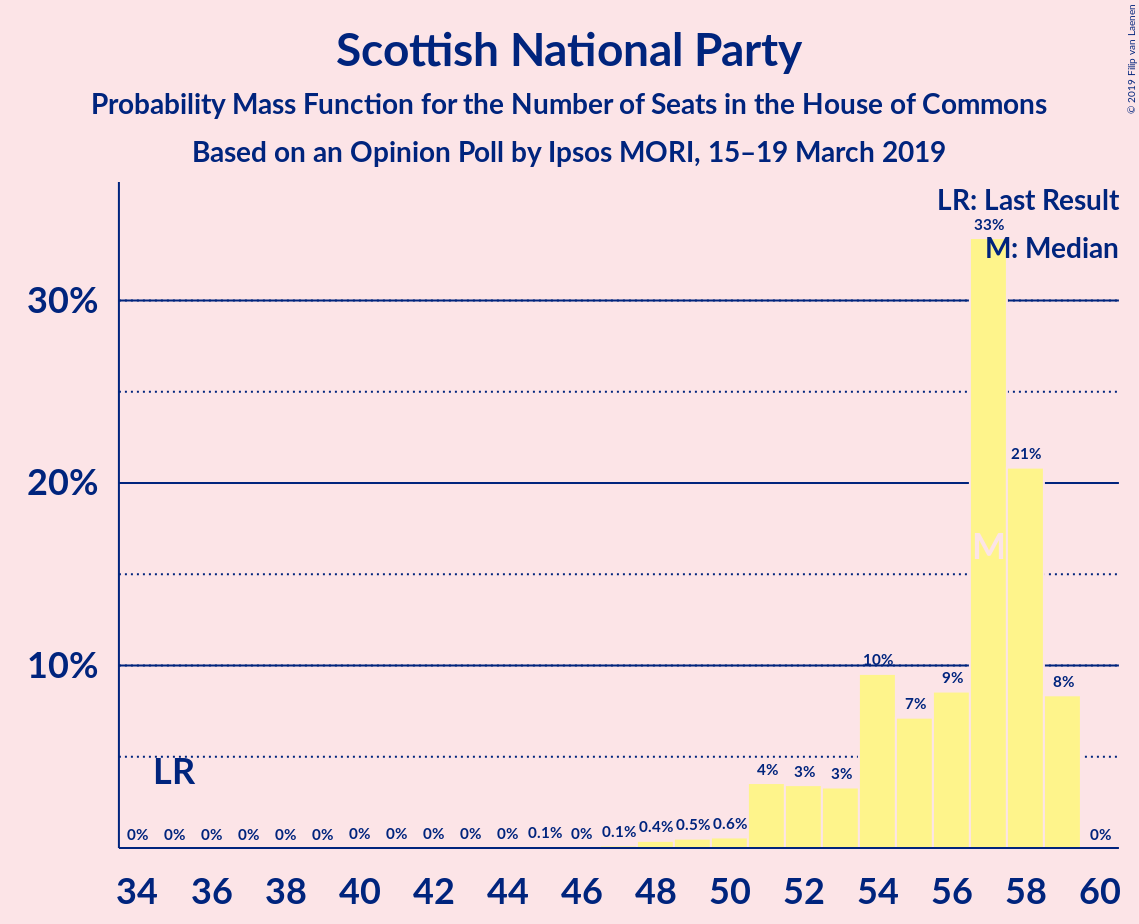 © 2019 Filip van Laenen
Scottish National Party
Probability Mass Function for the Number of Seats in the House of Commons
Based on an Opinion Poll by Ipsos MORI, 15–19 March 2019
LR: Last Result
33%
M: Median
30%
21%
20%
M
10%
10%
9%
8%
7%
LR
4% 3% 3%
0% 0% 0% 0% 0% 0% 0% 0% 0% 0% 0% 0.1% 0% 0.1% 0.4% 0.5% 0.6% 0%
34 36 38 40 42 44 46 48 50 52 54 56 58 60